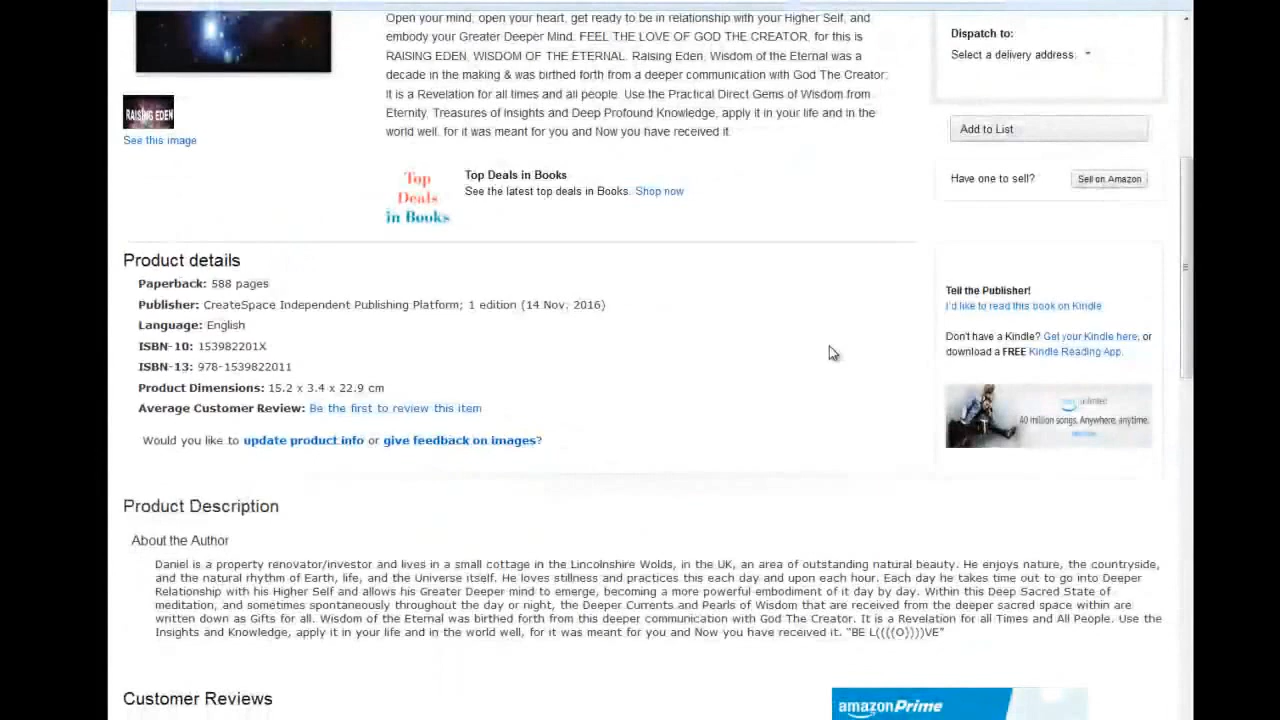 Open your mind, open your heart, get ready to be in relationship with your Higher Self, and
embody your Greater Deeper Mind. FEEL THE LOVE OF GOD THE CREATOR, for this is
RAISING EDEN, WISDOM OF THE ETERNAL. Raising Eden, Wisdom of the Eternal was a
decade in the making & was birthed forth from a deeper communication with God The Creator;
it is a Revelation for all times and all people. Use the Practical Direct Gems of Wisdom from
Eternity, Treasures of Insights and Deep Profound Knowledge, apply it in your life and in the
world well, for it was meant for you and Now you have received it.
RAISING EDEN
See this image
Top
Deals
in Books
Top Deals in Books
See the latest top deals in Books. Shop now
Dispatch to:
Select a delivery address
Add to List
Have one to sell?
Sell on Amazon
Product details
Paperback: 588 pages
Publisher: CreateSpace Independent Publishing Platform; 1 edition (14 Nov. 2016)
Language: English
ISBN-10: 153982201X
ISBN-13: 978-1539822011
Product Dimensions: 15.2 x 3.4 x 22.9 cm
Average Customer Review: Be the first to review this item
Would you like to update product info or give feedback on images?
Tell the Publisher!
I'd like to read this book on Kindle
Don't have a Kindle? Get your Kindle here, or
download a FREE Kindle Reading App.
unlimited
40 million songs. Anywhere, anytime.
Product Description
About the Author
Daniel is a property renovator/investor and lives in a small cottage in the Lincolnshire Wolds, in the UK, an area of outstanding natural beauty. He enjoys nature, the countryside,
and the natural rhythm of Earth, life, and the Universe itself. He loves stillness and practices this each day and upon each hour. Each day he takes time out to go into Deeper
Relationship with his Higher Self and allows his Greater Deeper mind to emerge, becoming a more powerful embodiment of it day by day. Within this Deep Sacred State of
meditation, and sometimes spontaneously throughout the day or night, the Deeper Currents and Pearls of Wisdom that are received from the deeper sacred space within are
written down as Gifts for all. Wisdom of the Eternal was birthed forth from this deeper communication with God The Creator. It is a Revelation for all Times and All People. Use the
Insights and Knowledge, apply it in your life and in the world well, for it was meant for you and Now you have received it. "BE L((((O))))VE"
Customer Reviews
amazonPrime